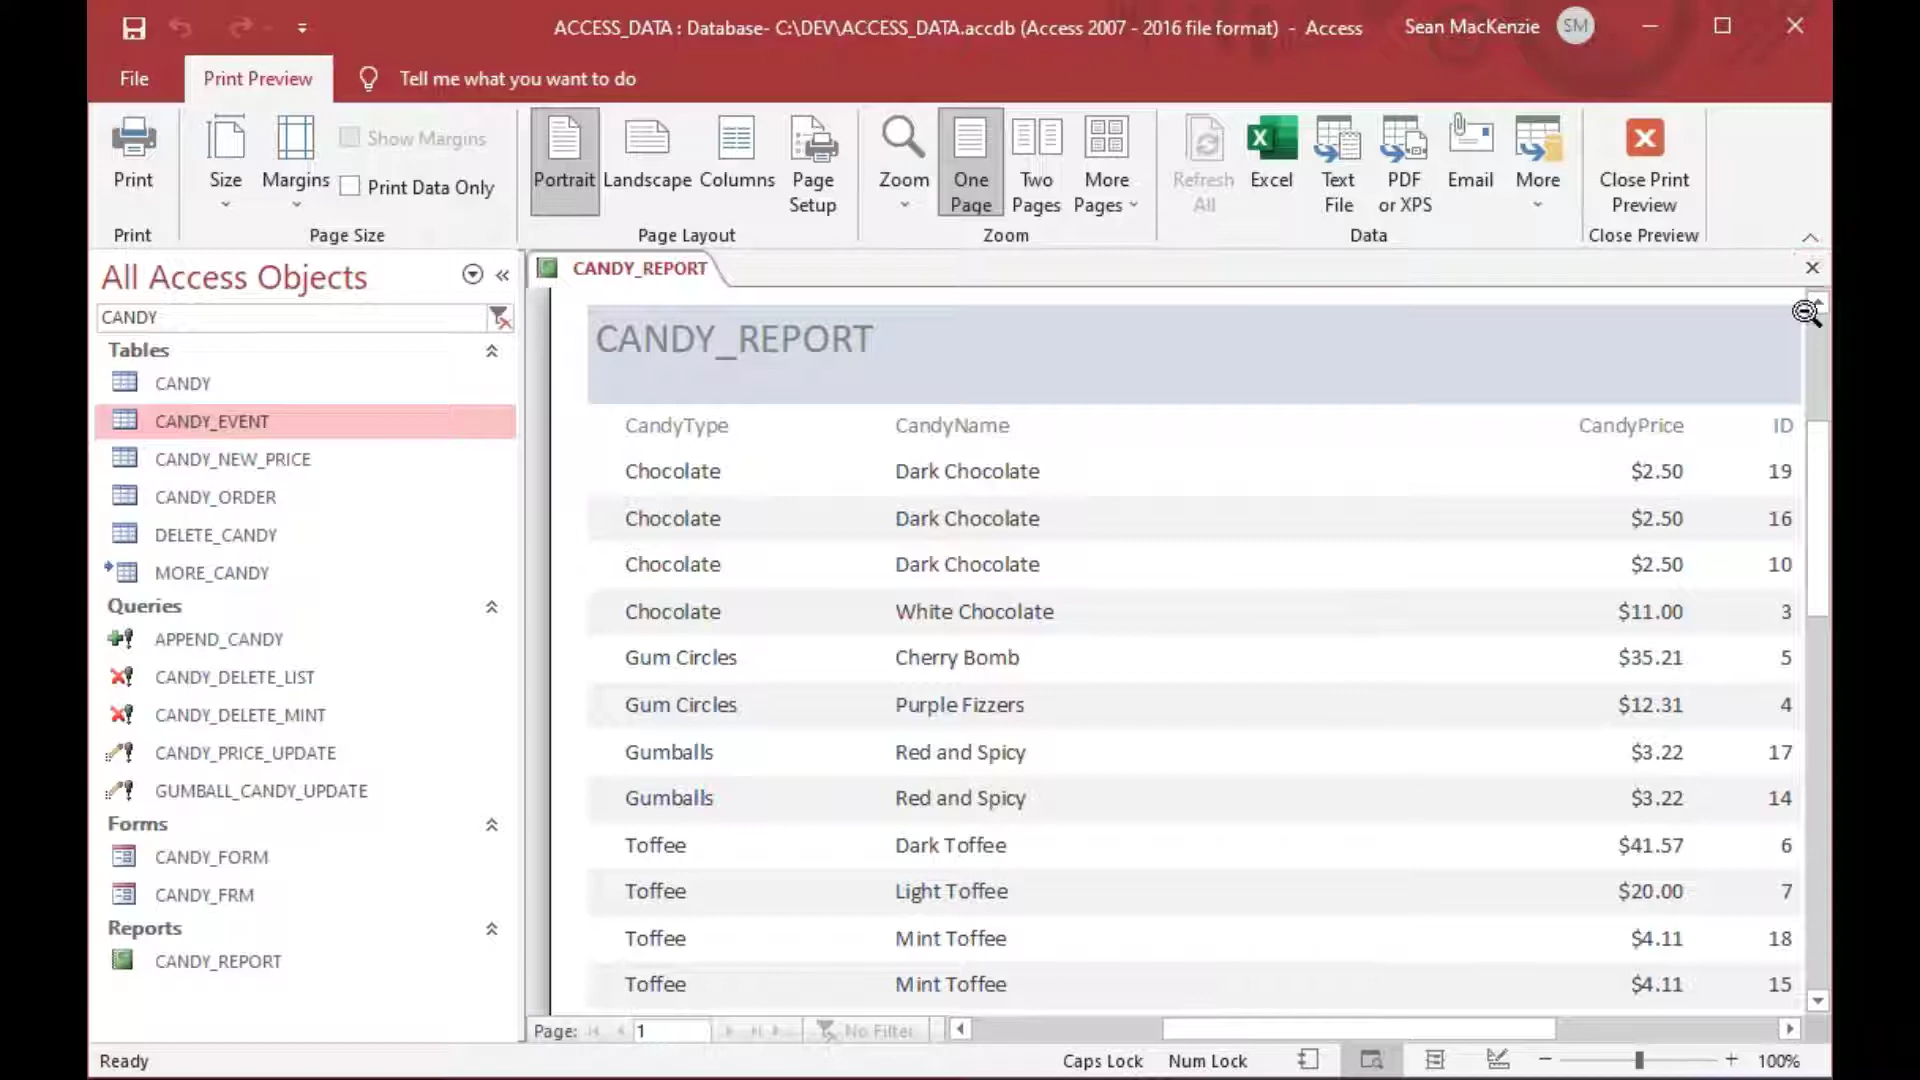 ACCESS_DATA : Database- C:\DEV\ACCESS_DATA.accdb (Access 2007 - 2016 file format) - Access
Sean MacKenzie
SM
File
Print Preview
Tell me what you want to do
Print
Size
Margins
Show Margins
Print Data Only
Portrait
Landscape
Columns
Page Setup
Zoom
One Page
Two Pages
More Pages
Refresh All
Excel
Text File
PDF or XPS
Email
More
Close Print Preview
Print
Page Size
Page Layout
Zoom
Data
Close Preview
All Access Objects
CANDY
Tables
CANDY
CANDY_EVENT
CANDY_NEW_PRICE
CANDY_ORDER
DELETE_CANDY
MORE_CANDY
Queries
APPEND_CANDY
CANDY_DELETE_LIST
CANDY_DELETE_MINT
CANDY_PRICE_UPDATE
GUMBALL_CANDY_UPDATE
Forms
CANDY_FORM
CANDY_FRM
Reports
CANDY_REPORT
CANDY_REPORT
CANDY_REPORT
CandyType CandyName CandyPrice ID
Chocolate Dark Chocolate $2.50 19
Chocolate Dark Chocolate $2.50 16
Chocolate Dark Chocolate $2.50 10
Chocolate White Chocolate $11.00 3
Gum Circles Cherry Bomb $35.21 5
Gum Circles Purple Fizzers $12.31 4
Gumballs Red and Spicy $3.22 17
Gumballs Red and Spicy $3.22 14
Toffee Dark Toffee $41.57 6
Toffee Light Toffee $20.00 7
Toffee Mint Toffee $4.11 18
Toffee Mint Toffee $4.11 15
Page: 1 No Filter
Ready
Caps Lock Num Lock 100%